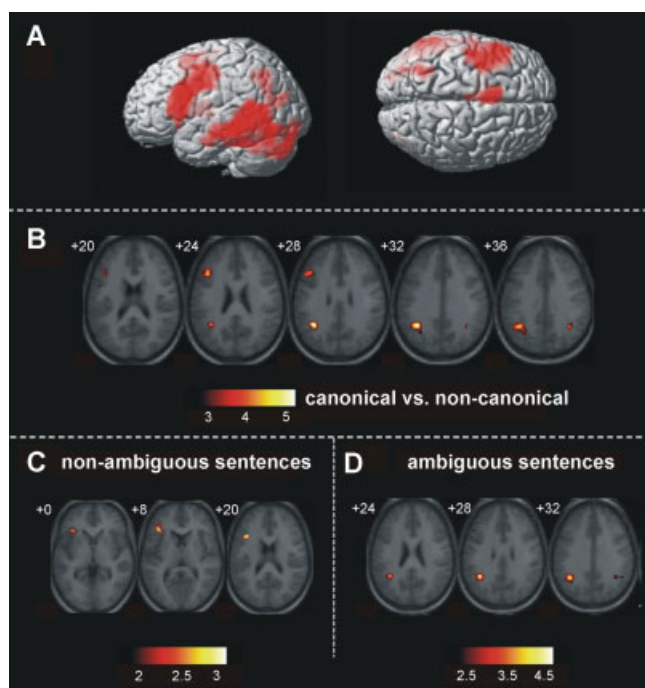 A
B
+20 +24 +28 +32 +36
3 4 5 canonical vs. non-canonical
C non-ambiguous sentences
+0 +8 +20
2 2.5 3
D ambiguous sentences
+24 +28 +32
2.5 3.5 4.5